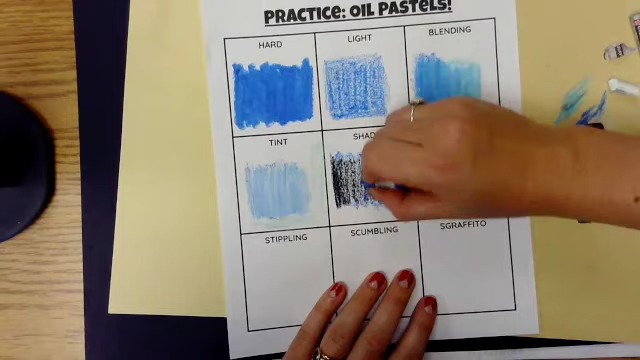 PRACTICE: OIL PASTELS!
HARD LIGHT BLENDING
TINT
STIPPLING SCUMBLING SGRAFFITO